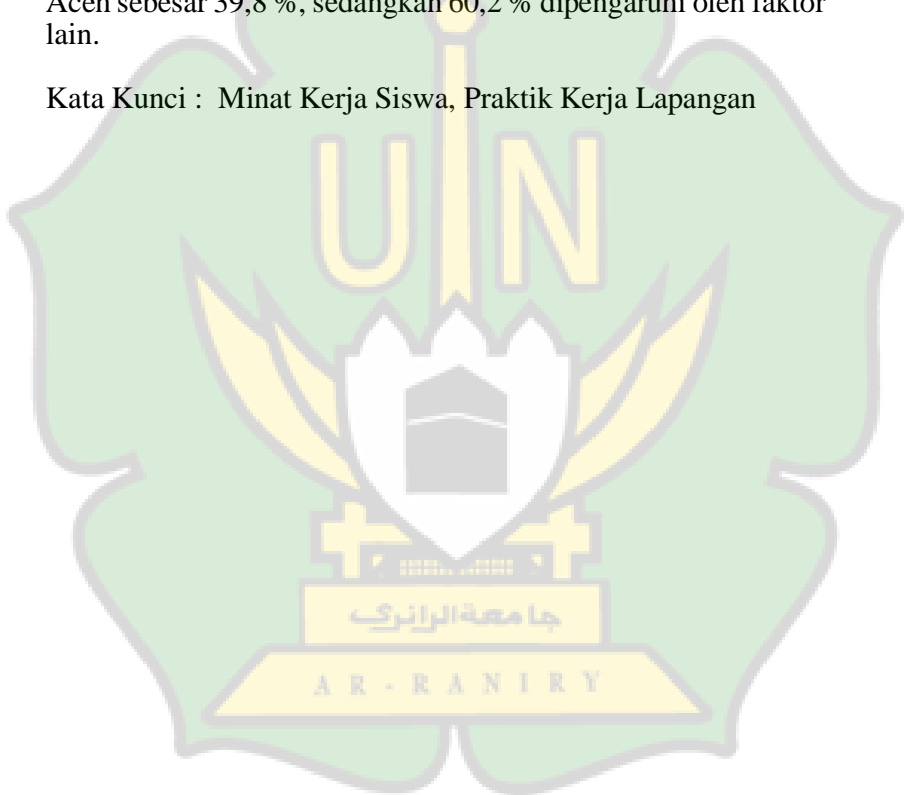 Aceh sebesar 39,8 %, sedangkan 60,2 % dipengaruhi oleh faktor
lain.
Kata Kunci : Minat Kerja Siswa, Praktik Kerja Lapangan
UIN
جامعة الرانري
AR-RANIRY